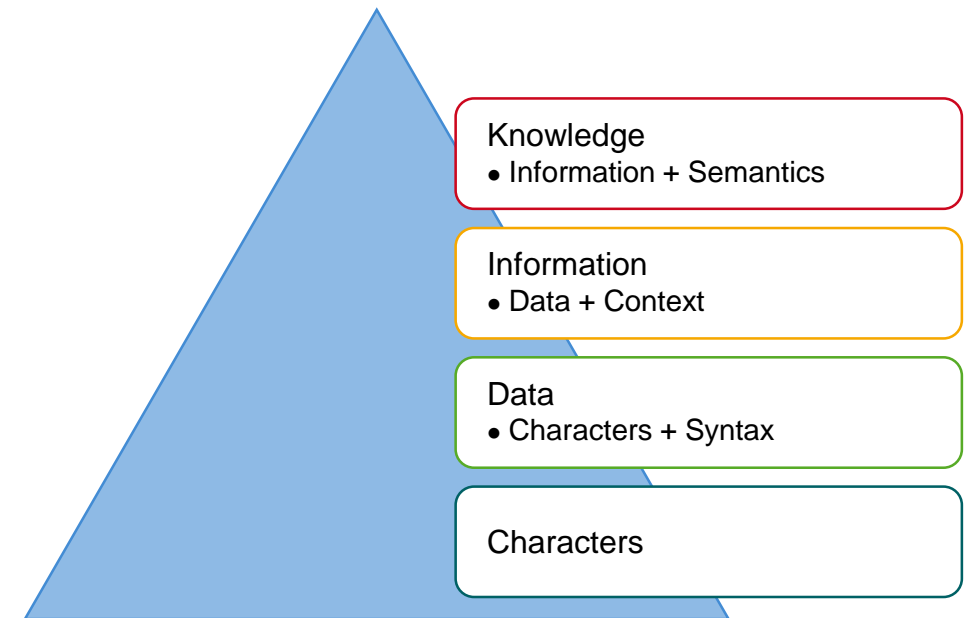 Knowledge
• Information + Semantics
Information
• Data + Context
Data
• Characters + Syntax
Characters